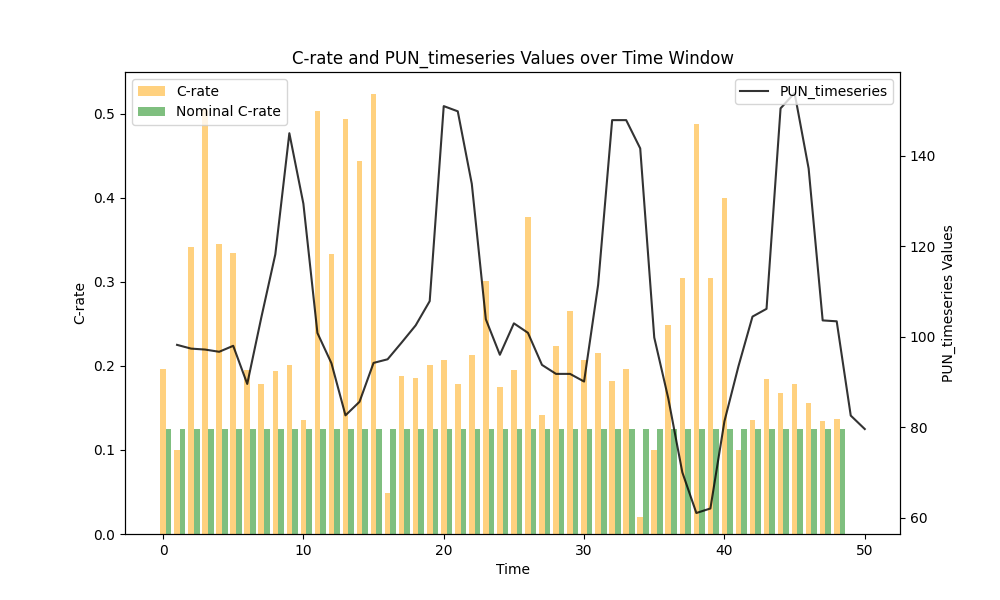 C-rate and PUN_timeseries Values over Time Window
C-rate
Nominal C-rate
PUN_timeseries
0.5
0.4
0.3
0.2
0.1
0.0
C-rate
140
120
100
80
60
PUN_timeseries Values
0 10 20 30 40 50
Time